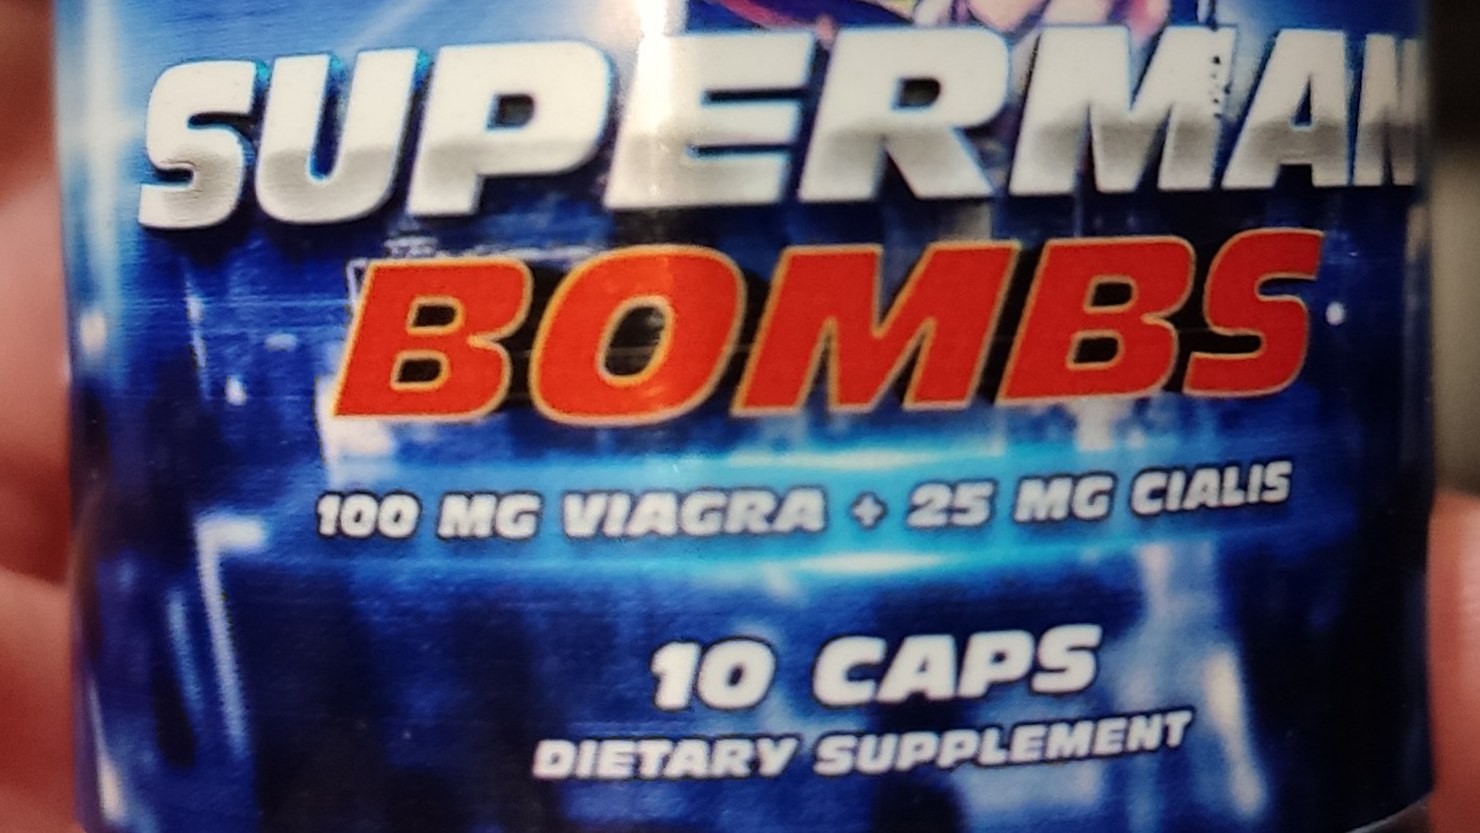 SUPERMAN
BOMBS
100 MG VIAGRA + 25 MG CIALIS
10 CAPS
DIETARY SUPPLEMENT